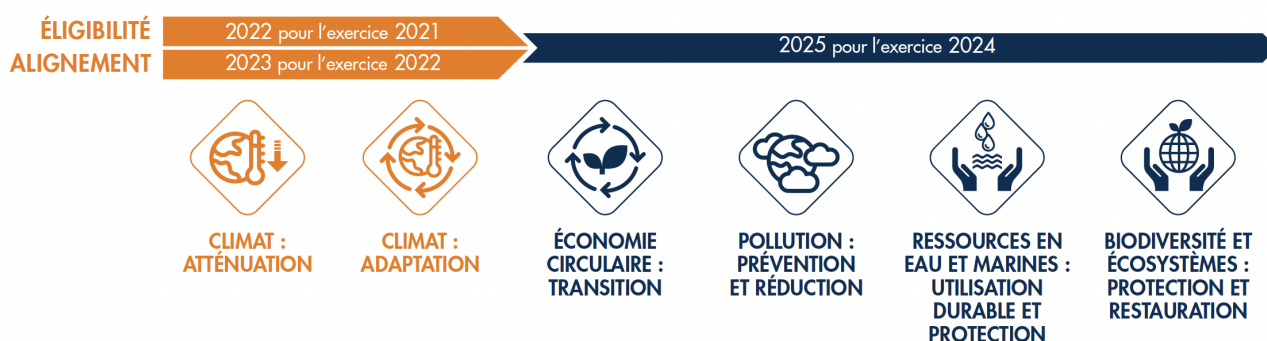 ÉLIGIBILITÉ
2022 pour l'exercice 2021
ALIGNEMENT
2023 pour l'exercice 2022
2025 pour l'exercice 2024
CLIMAT :
ATTÉNUATION
CLIMAT :
ADAPTATION
ÉCONOMIE
CIRCULAIRE :
TRANSITION
POLLUTION :
PRÉVENTION
ET RÉDUCTION
RESSOURCES EN
EAU ET MARINES :
UTILISATION
DURABLE ET
PROTECTION
BIODIVERSITÉ ET
ÉCOSYSTÈMES :
PROTECTION ET
RESTAURATION